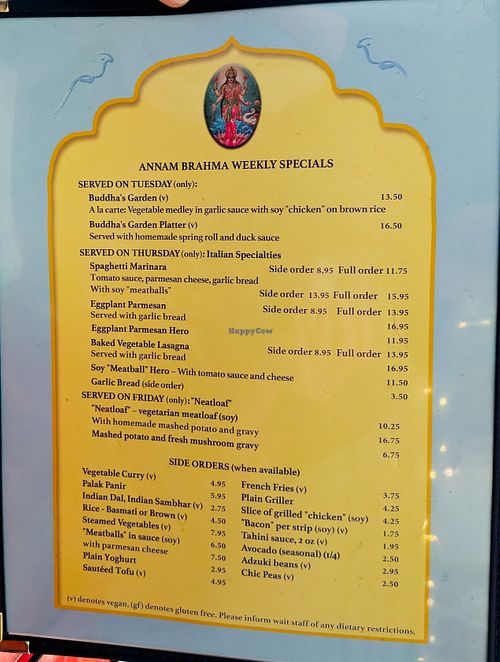 ANNAM BRAHMA WEEKLY SPECIALS
SERVED ON TUESDAY (only):
Buddha's Garden (v) 13.50
A la carte: Vegetable medley in garlic sauce with soy "chicken" on brown rice
Buddha's Garden Platter (v) 16.50
Served with homemade spring roll and duck sauce
SERVED ON THURSDAY (only): Italian Specialties
Spaghetti Marinara Side order 8.95 Full order 11.75
Tomato sauce, parmesan cheese, garlic bread
With soy "meatballs" Side order 13.95 Full order 15.95
Eggplant Parmesan Side order 8.95 Full order 13.95
Served with garlic bread
Eggplant Parmesan Hero 16.95
HappyCow
Baked Vegetable Lasagna 11.95
Served with garlic bread Side order 8.95 Full order 13.95
Soy "Meatball" Hero – With tomato sauce and cheese 16.95
Garlic Bread (side order) 11.50
SERVED ON FRIDAY (only): "Neatloaf" 3.50
"Neatloaf" – vegetarian meatloaf (soy)
With homemade mashed potato and gravy 10.25
Mashed potato and fresh mushroom gravy 16.75
6.75
SIDE ORDERS (when available)
Vegetable Curry (v) 4.95
Palak Panir 5.95
Indian Dal, Indian Sambhar (v) 2.75
Rice - Basmati or Brown (v) 4.50
Steamed Vegetables (v) 7.95
"Meatballs" in sauce (soy) 6.50
with parmesan cheese 7.50
Plain Yoghurt 2.95
Sautéed Tofu (v) 4.95
French Fries (v) 3.75
Plain Griller 4.25
Slice of grilled "chicken" (soy) 4.25
"Bacon" per strip (soy) (v) 1.75
Tahini sauce, 2 oz (v) 1.95
Avocado (seasonal) (1/4) 2.50
Adzuki beans (v) 2.95
Chic Peas (v) 2.50
(v) denotes vegan, (gf) denotes gluten free. Please inform wait staff of any dietary restrictions.